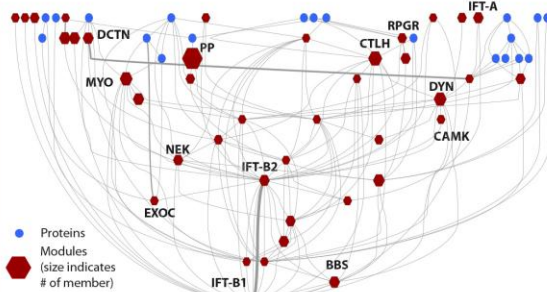 IFT-A
RPGR
DCTN
PP
CTLH
MYO
DYN
CAMK
NEK
IFT-B2
EXOC
Proteins
Modules
(size indicates
# of member)
BBS
IFT-B1